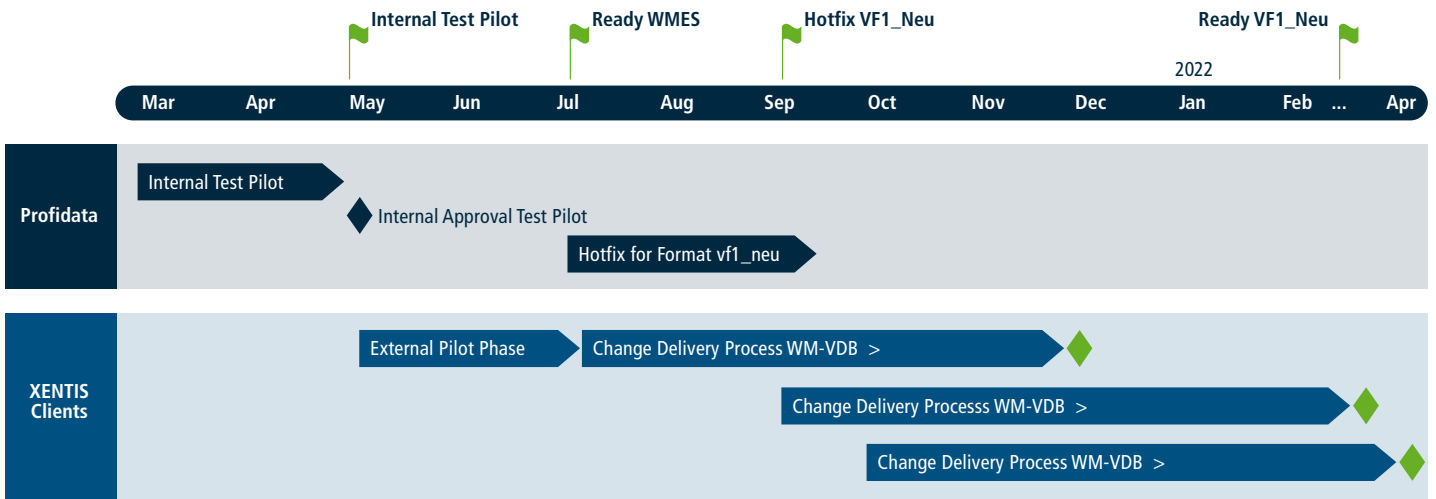 Internal Test Pilot
Ready WMES
Hotfix VF1_Neu
Ready VF1_Neu
2022
Mar Apr May Jun Jul Aug Sep Oct Nov Dec Jan Feb ... Apr
Profidata
Internal Test Pilot
Internal Approval Test Pilot
Hotfix for Format vf1_neu
XENTIS
Clients
External Pilot Phase
Change Delivery Process WM-VDB >
Change Delivery Processs WM-VDB >
Change Delivery Process WM-VDB >